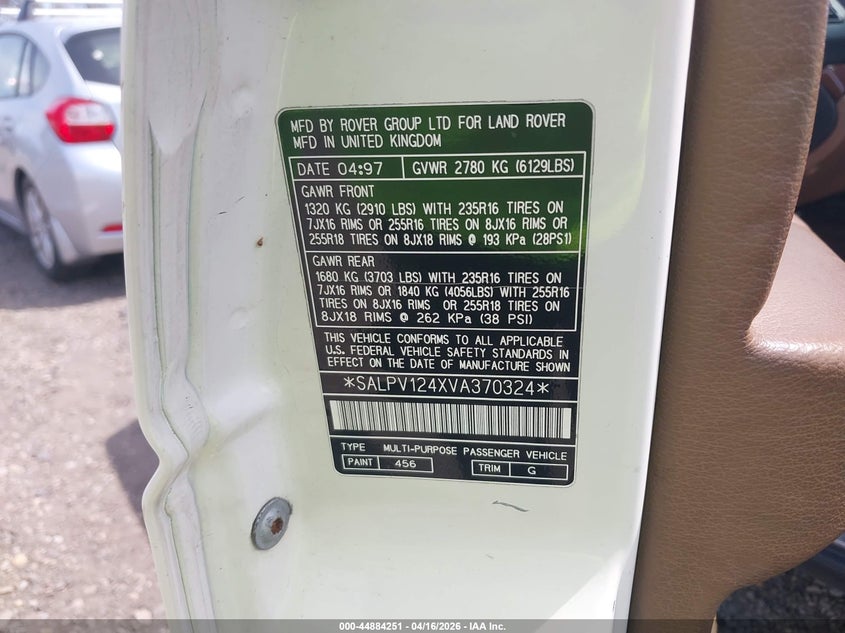 MFD BY ROVER GROUP LTD FOR LAND ROVER
MFD IN UNITED KINGDOM
DATE 04:97 GVWR 2780 KG (6129LBS)
GAWR FRONT
1320 KG (2910 LBS) WITH 235R16 TIRES ON
7JX16 RIMS OR 255R16 TIRES ON 8JX16 RIMS OR
255R18 TIRES ON 8JX18 RIMS @ 193 KPa (28PS1)
GAWR REAR
1680 KG (3703 LBS) WITH 235R16 TIRES ON
7JX16 RIMS OR 1840 KG (4056LBS) WITH 255R16
TIRES ON 8JX16 RIMS OR 255R18 TIRES ON
8JX18 RIMS @ 262 KPa (38 PSI)
THIS VEHICLE CONFORMS TO ALL APPLICABLE
U.S. FEDERAL VEHICLE SAFETY STANDARDS IN
EFFECT ON THE DATE OF MANUFACTURE SHOWN
*SALPV124XVA370324*
TYPE MULTI-PURPOSE PASSENGER VEHICLE
PAINT 456 TRIM G
000-44884251 - 04/16/2026 - IAA Inc.